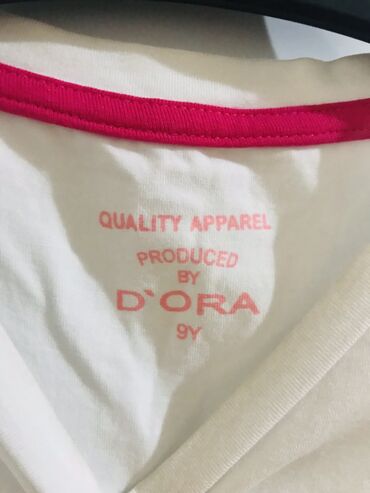 QUALITY APPAREL
PRODUCED
BY
D`ORA
9Y